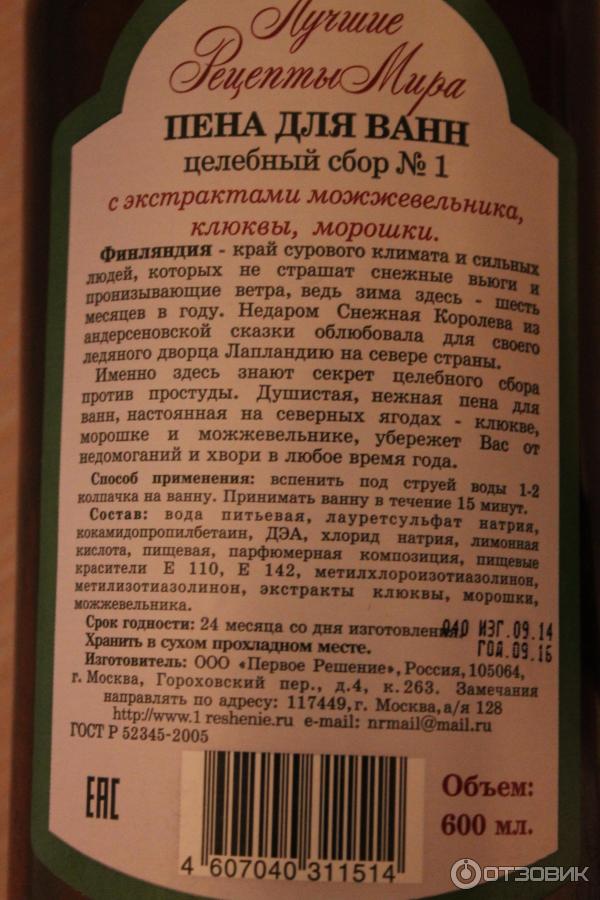 Лучшие
Рецепты Мира
ПЕНА ДЛЯ ВАНН
целебный сбор № 1
с экстрактами можжевельника,
клюквы, морошки.
Финляндия - край сурового климата и сильных
людей, которых не страшат снежные вьюги и
пронизывающие ветра, ведь зима здесь - шесть
месяцев в году. Недаром Снежная Королева из
андерсеновской сказки облюбовала для своего
ледяного дворца Лапландию на севере страны.
Именно здесь знают секрет целебного сбора
против простуды. Душистая, нежная пена для
ванн, настоянная на северных ягодах - клюкве,
морошке и можжевельнике, убережет Вас от
недомоганий и хвори в любое время года.
Способ применения: вспенить под струей воды 1-2
колпачка на ванну. Принимать ванну в течение 15 минут.
Состав: вода питьевая, лауретсульфат натрия,
кокамидопропилбетаин, ДЭА, хлорид натрия, лимонная
кислота, пищевая, парфюмерная композиция, пищевые
красители Е 110, Е 142, метилхлороизотиазолинон,
метилизотиазолинон, экстракты клюквы, морошки,
можжевельника.
Срок годности: 24 месяца со дня изготовления. 040 ИЗГ.09.14
Хранить в сухом прохладном месте. ГОД.09.16
Изготовитель: ООО «Первое Решение», Россия, 105064,
г. Москва, Гороховский пер., д.4, к.263. Замечания
направлять по адресу: 117449, г.Москва, а/я 128
http://www.1reshenie.ru e-mail: nrmail@mail.ru
ГОСТ Р 52345-2005
EAC
Объем:
600 мл.
4 607040 311514
ОТЗОВИК